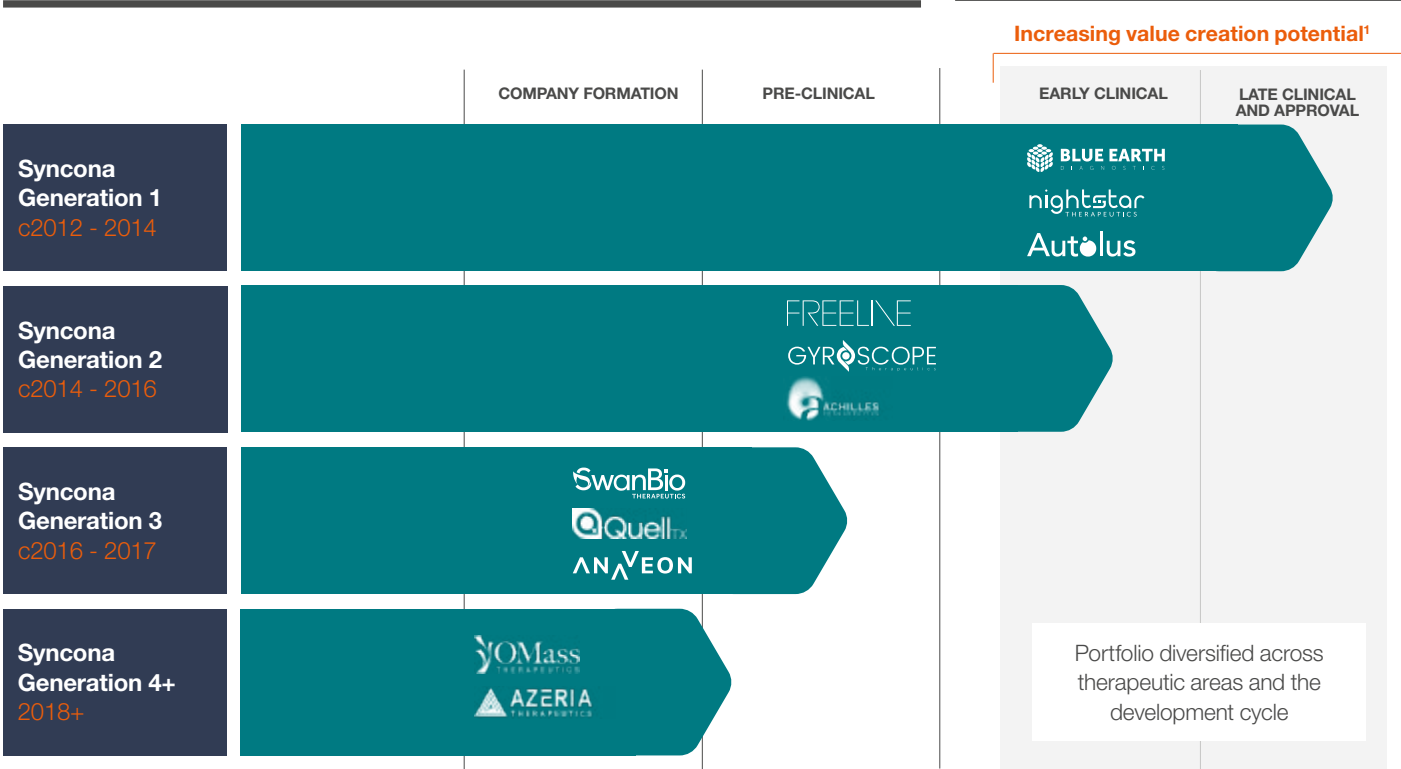 Increasing value creation potential¹
COMPANY FORMATION
PRE-CLINICAL
EARLY CLINICAL
LATE CLINICAL
AND APPROVAL
Syncona
Generation 1
c2012 - 2014
BLUE EARTH
DIAGNOSTICS
nightstar
THERAPEUTICS
Autolus
Syncona
Generation 2
c2014 - 2016
FREELINE
GYROSCOPE
Therapeutics
ACHILLES
Syncona
Generation 3
c2016 - 2017
SwanBio
THERAPEUTICS
QuellTX
ANAVEON
Syncona
Generation 4+
2018+
OMass
THERAPEUTICS
AZERIA
THERAPEUTICS
Portfolio diversified across
therapeutic areas and the
development cycle